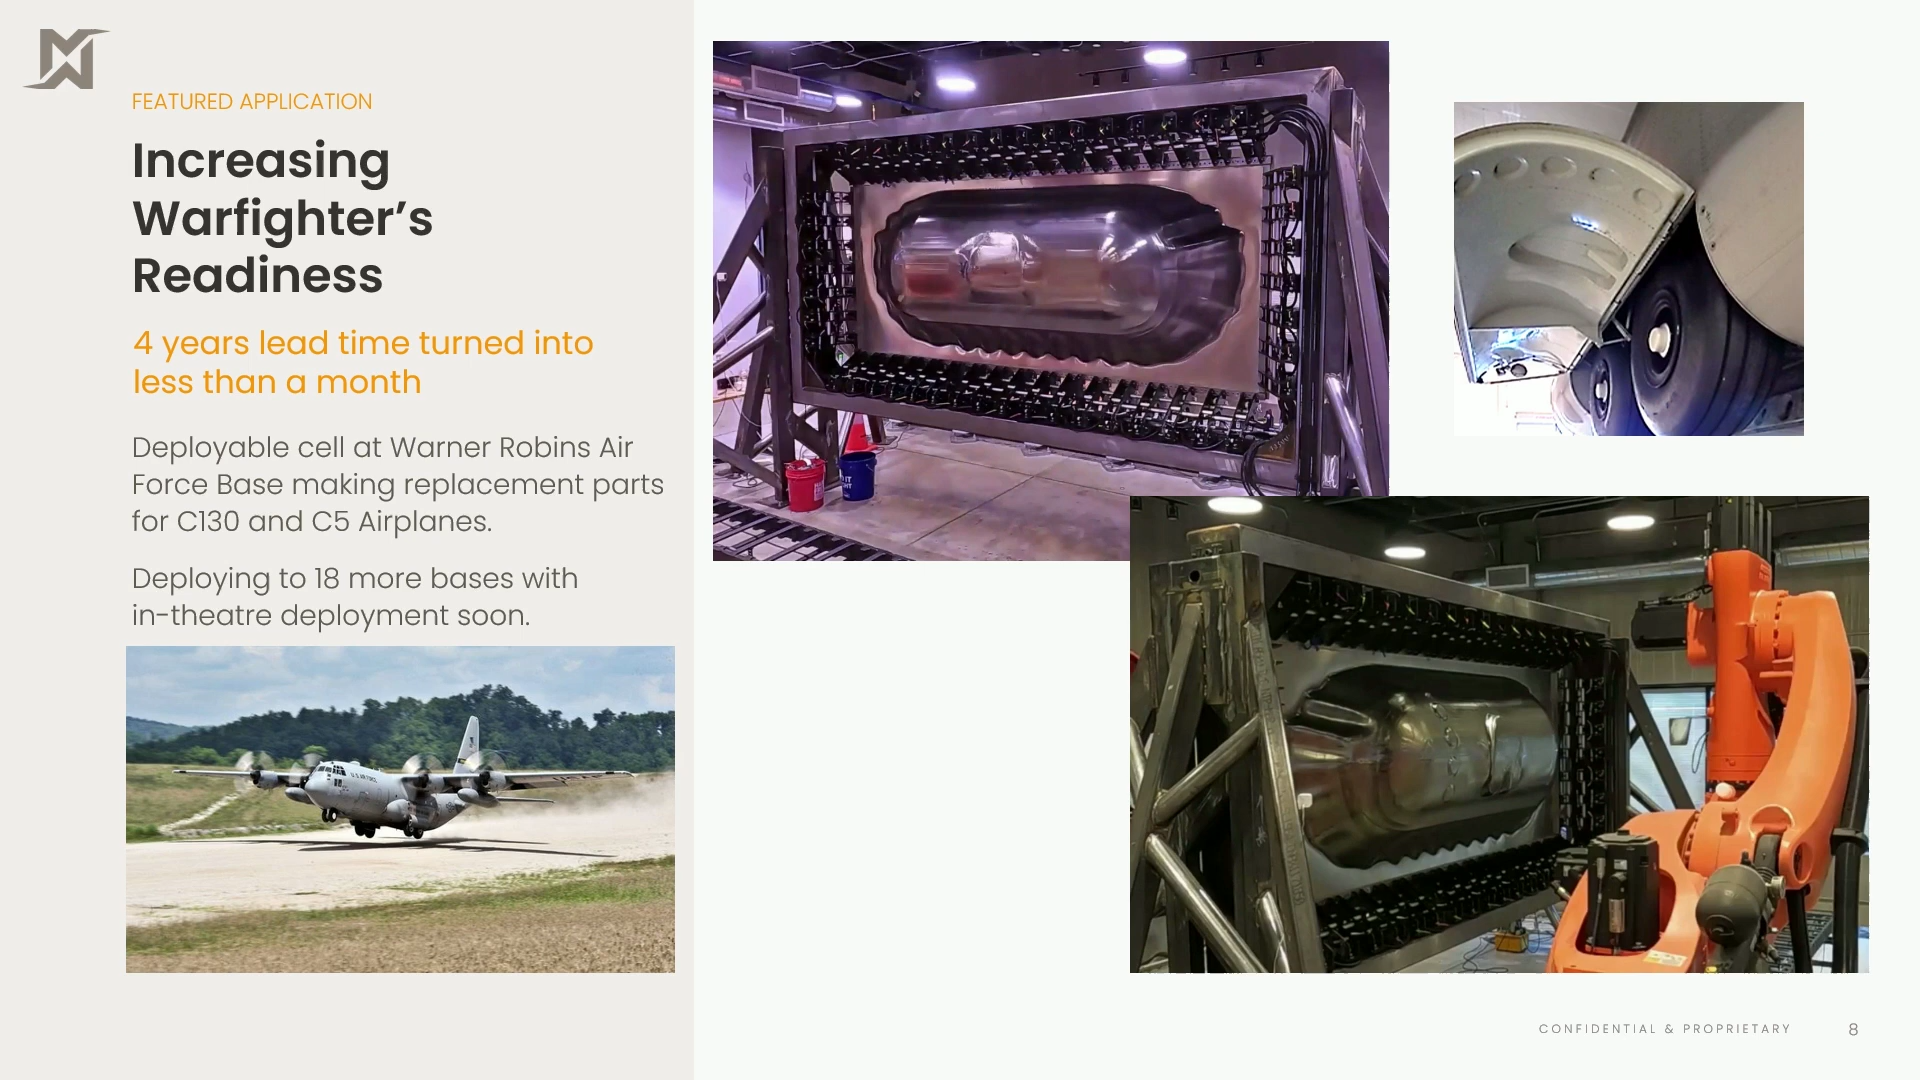 FEATURED APPLICATION
Increasing
Warfighter’s
Readiness
4 years lead time turned into
less than a month
Deployable cell at Warner Robins Air
Force Base making replacement parts
for C130 and C5 Airplanes.
Deploying to 18 more bases with
in-theatre deployment soon.
U.S. AIR FORCE
CONFIDENTIAL & PROPRIETARY
8